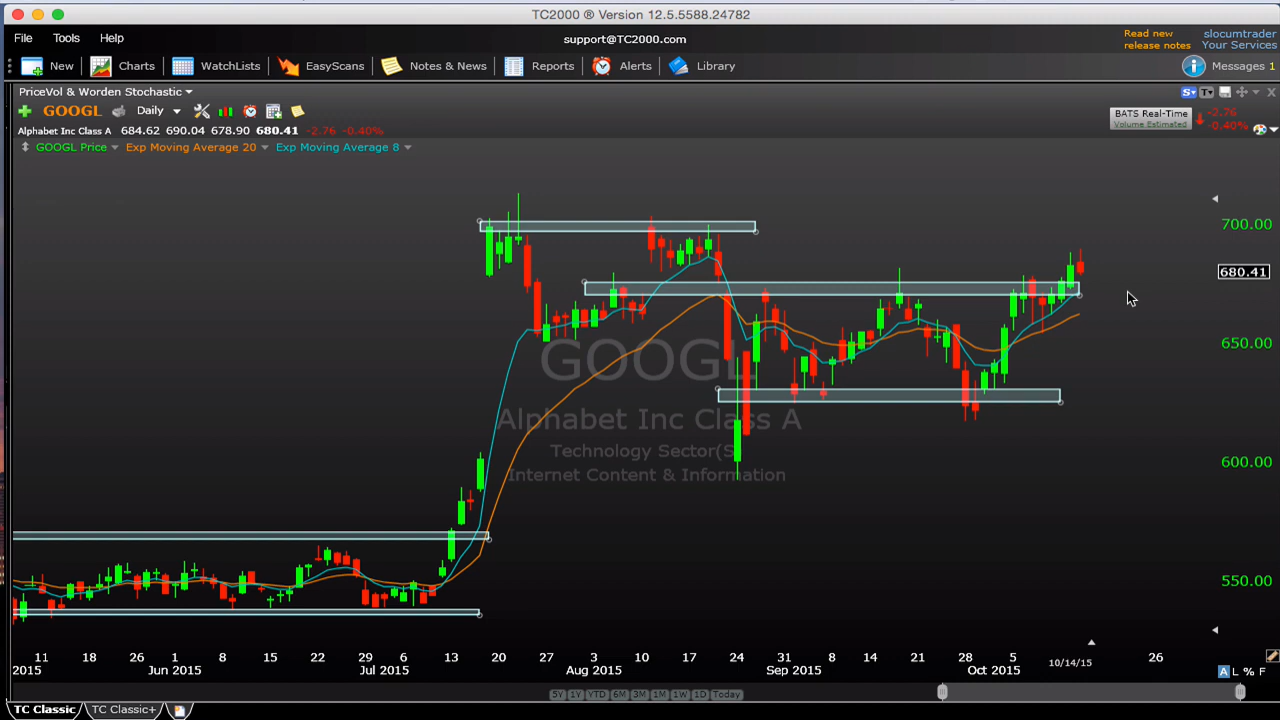 TC2000 ® Version 12.5.5588.24782
File Tools Help
support@TC2000.com
Read new
release notes
slocumtrader
Your Services
New Charts WatchLists EasyScans Notes & News Reports Alerts Library
Messages 1
PriceVol & Worden Stochastic
S T
GOOGL Daily
BATS Real-Time
Volume Estimated
-2.76
-0.40%
Alphabet Inc Class A 684.62 690.04 678.90 680.41 -2.76 -0.40%
GOOGL Price Exp Moving Average 20 Exp Moving Average 8
700.00
680.41
650.00
600.00
550.00
GOOGL
Alphabet Inc Class A
Technology Sector(S
Internet Content & Information
11 18 26 1 8 15 22 6 13 20 27 3 10 17 24 31 8 14 21 28 5 10/14/15 26
2015 Jun 2015 Jul 2015 Aug 2015 Sep 2015 Oct 2015
A L % F
5Y 1Y YTD 6M 3M 1M 1W 1D Today
TC Classic TC Classic+